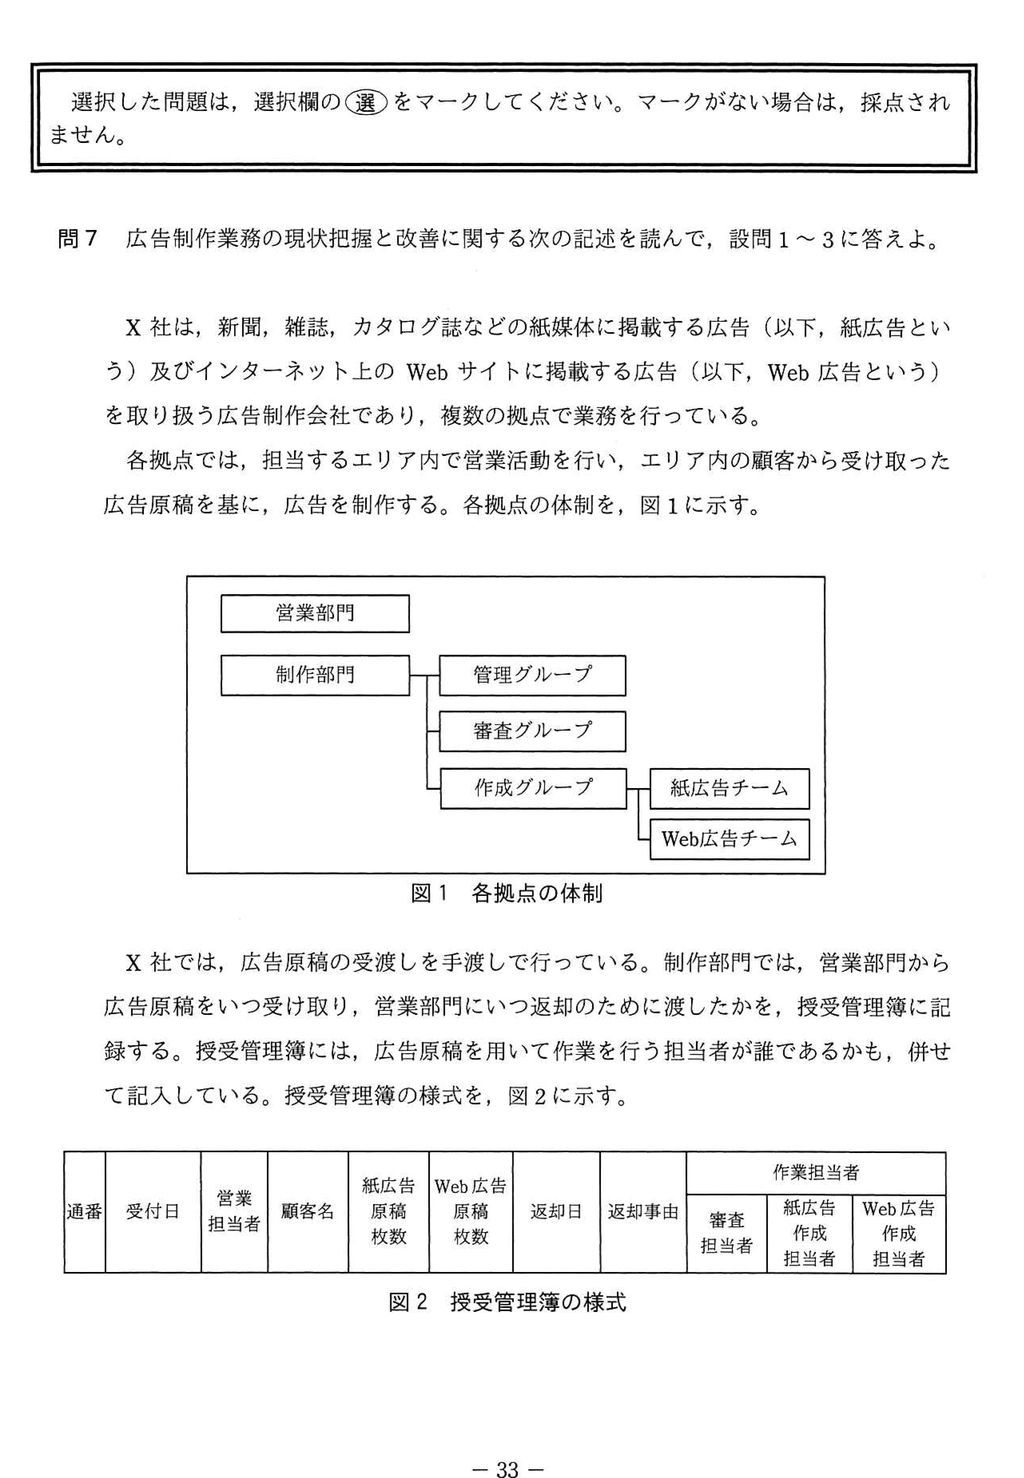 選択した問題は，選択欄の㊟をマークしてください。マークがない場合は，採点され
ません。
問7　広告制作業務の現状把握と改善に関する次の記述を読んで，設問1～3に答えよ。
X 社は，新聞，雑誌，カタログ誌などの紙媒体に掲載する広告（以下，紙広告とい
う）及びインターネット上の Web サイトに掲載する広告（以下，Web 広告という）
を取り扱う広告制作会社であり，複数の拠点で業務を行っている。
各拠点では，担当するエリア内で営業活動を行い，エリア内の顧客から受け取った
広告原稿を基に，広告を制作する。各拠点の体制を，図1に示す。
営業部門
制作部門
管理グループ
審査グループ
作成グループ
紙広告チーム
Web広告チーム
図1　各拠点の体制
X 社では，広告原稿の受渡しを手渡しで行っている。制作部門では，営業部門から
広告原稿をいつ受け取り，営業部門にいつ返却のために渡したかを，授受管理簿に記
録する。授受管理簿には，広告原稿を用いて作業を行う担当者が誰であるかも，併せ
て記入している。授受管理簿の様式を，図2に示す。
通番
受付日
営業
担当者
顧客名
紙広告
原稿
枚数
Web 広告
原稿
枚数
返却日
返却事由
作業担当者
審査
担当者
紙広告
作成
担当者
Web 広告
作成
担当者
図2　授受管理簿の様式
－ 33 －